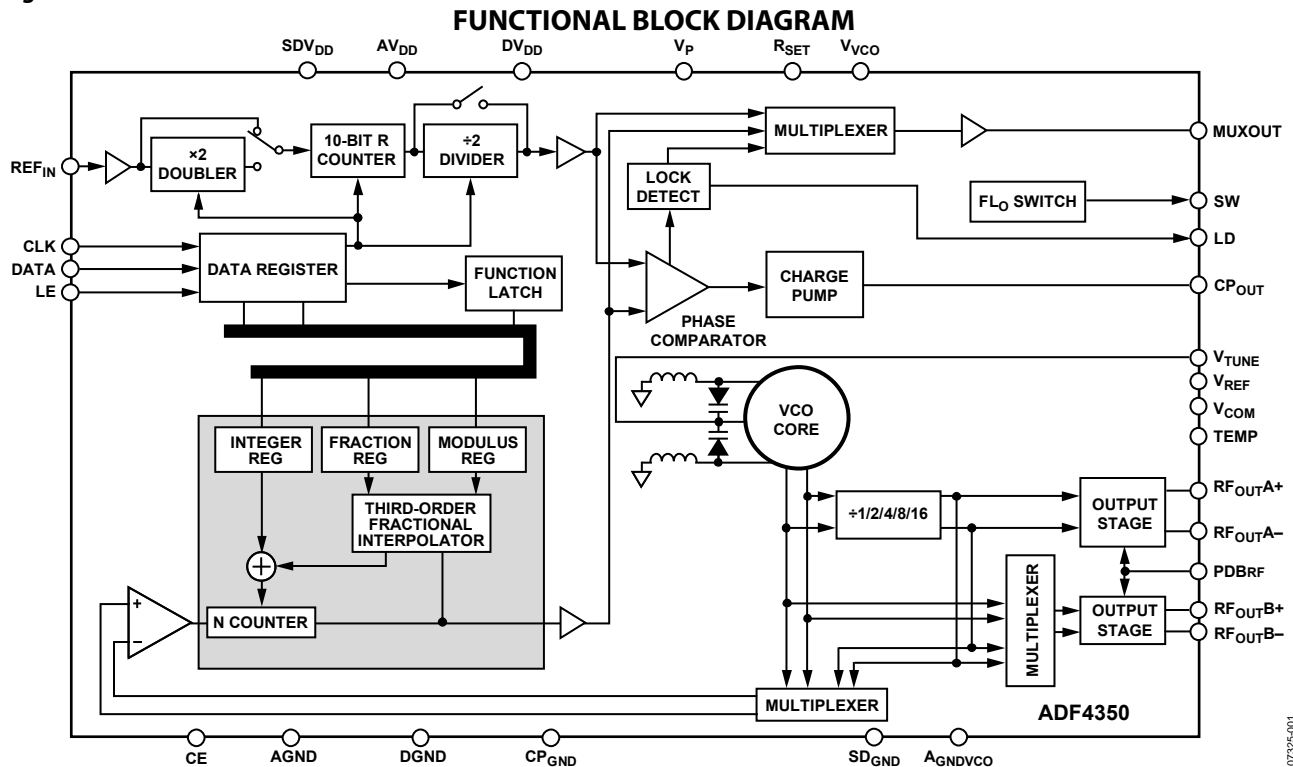 FUNCTIONAL BLOCK DIAGRAM
SDVDD
AVDD
DVDD
VP
RSET
VVCO
REFIN
×2
DOUBLER
10-BIT R
COUNTER
÷2
DIVIDER
MULTIPLEXER
MUXOUT
LOCK
DETECT
FLO SWITCH
SW
LD
CLK
DATA
LE
DATA REGISTER
FUNCTION
LATCH
CHARGE
PUMP
CPOUT
PHASE
COMPARATOR
VTUNE
VREF
VCOM
TEMP
VCO
CORE
INTEGER
REG
FRACTION
REG
MODULUS
REG
THIRD-ORDER
FRACTIONAL
INTERPOLATOR
÷1/2/4/8/16
OUTPUT
STAGE
RFOUTA+
RFOUTA–
PDBRF
+
–
N COUNTER
MULTIPLEXER
OUTPUT
STAGE
RFOUTB+
RFOUTB–
MULTIPLEXER
ADF4350
CE
AGND
DGND
CPGND
SDGND
AGNDVCO
07325-001